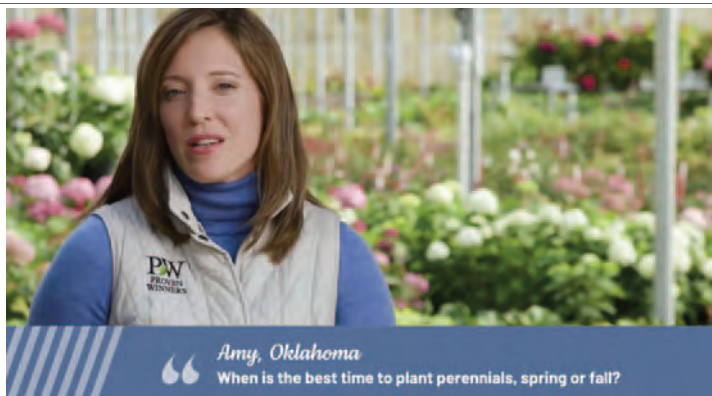 PW
PROVEN
WINNERS
Amy, Oklahoma
When is the best time to plant perennials, spring or fall?